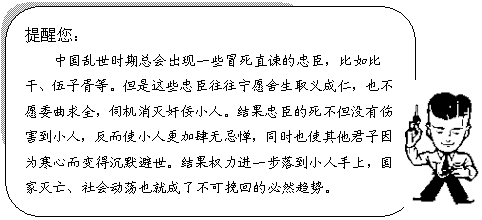 提醒您：
中国乱世时期总会出现一些冒死直谏的忠臣，比如比
干、伍子胥等。但是这些忠臣往往宁愿舍生取义成仁，也不
愿委曲求全，伺机消灭奸佞小人。结果忠臣的死不但没有伤
害到小人，反而使小人更加肆无忌惮，同时也使其他君子因
为寒心而变得沉默避世。结果权力进一步落到小人手上，国
家灭亡、社会动荡也就成了不可挽回的必然趋势。